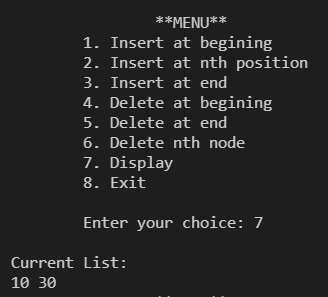 **MENU**
1. Insert at begining
2. Insert at nth position
3. Insert at end
4. Delete at begining
5. Delete at end
6. Delete nth node
7. Display
8. Exit
Enter your choice: 7
Current List:
10 30